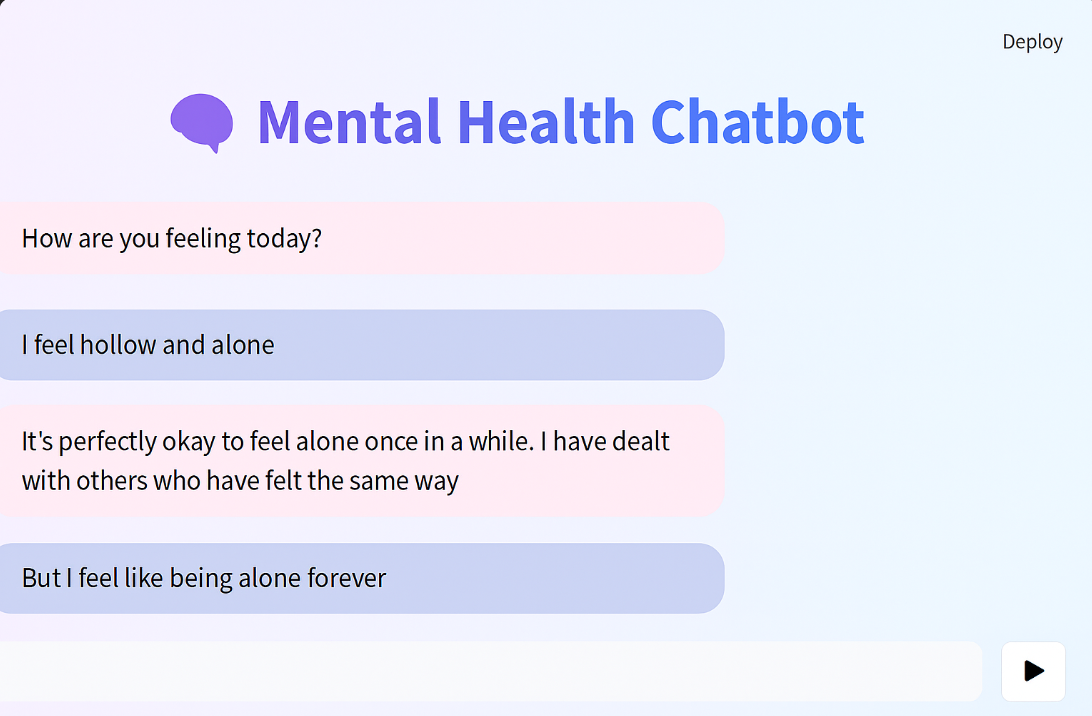 Deploy
Mental Health Chatbot
How are you feeling today?
I feel hollow and alone
It's perfectly okay to feel alone once in a while. I have dealt
with others who have felt the same way
But I feel like being alone forever